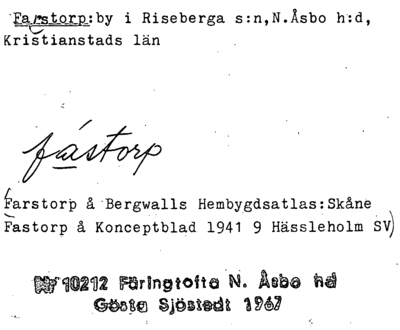 Farstorp:by i Riseberga s:n,N.Åsbo h:d,
Kristianstads län
fástorp
(Farstorp å Bergwalls Hembygdsatlas:Skåne
Fastorp å Konceptblad 1941 9 Hässleholm SV)
Nr 10212 Färingtofta N. Åsbo hd
Gösta Sjöstedt 1967